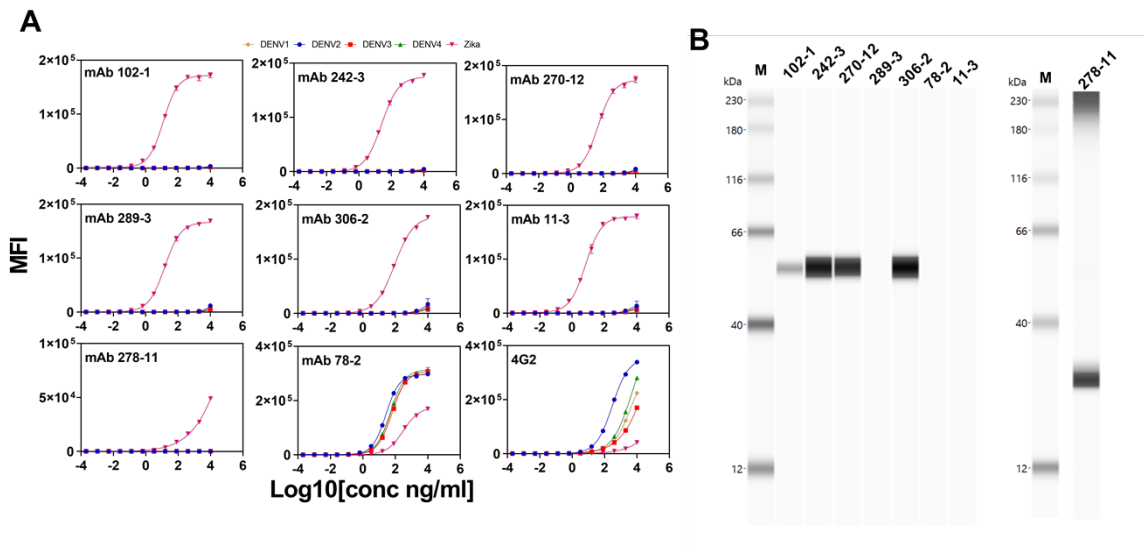 A
DENV1 DENV2 DENV3 DENV4 Zika
2×10⁵
1×10⁵
0
mAb 102-1
-4 -2 0 2 4 6
2×10⁵
1×10⁵
0
mAb 242-3
-4 -2 0 2 4 6
2×10⁵
1×10⁵
0
mAb 270-12
-4 -2 0 2 4 6
MFI
2×10⁵
1×10⁵
0
mAb 289-3
-4 -2 0 2 4 6
2×10⁵
1×10⁵
0
mAb 306-2
-4 -2 0 2 4 6
2×10⁵
1×10⁵
0
mAb 11-3
-4 -2 0 2 4 6
1×10⁵
5×10⁴
0
mAb 278-11
-4 -2 0 2 4 6
4×10⁵
2×10⁵
0
mAb 78-2
-4 -2 0 2 4 6
4×10⁵
2×10⁵
0
4G2
-4 -2 0 2 4 6
Log10[conc ng/ml]
B
kDa M 102-1 242-3 270-12 289-3 306-2 78-2 11-3
230
180
116
66
40
12
kDa M 278-11
230
180
116
66
40
12